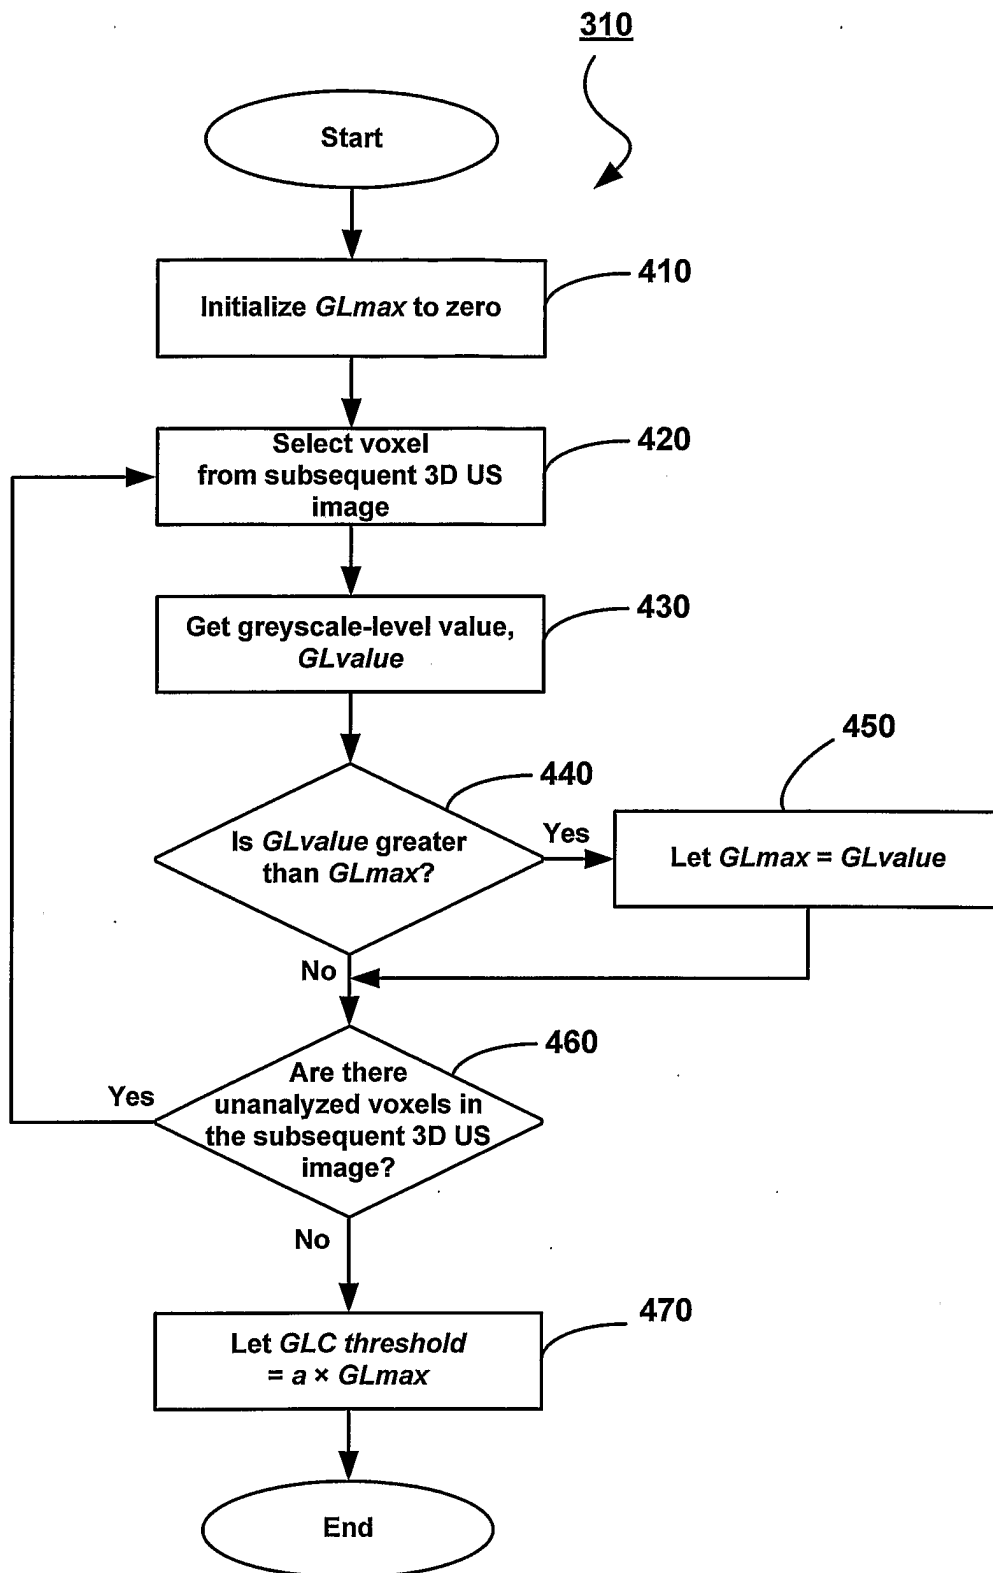 310
Start
410
Initialize GLmax to zero
420
Select voxel
from subsequent 3D US
image
430
Get greyscale-level value,
GLvalue
440
450
Is GLvalue greater
than GLmax?
Yes
Let GLmax = GLvalue
No
460
Are there
unanalyzed voxels in
the subsequent 3D US
image?
Yes
No
470
Let GLC threshold
= a × GLmax
End